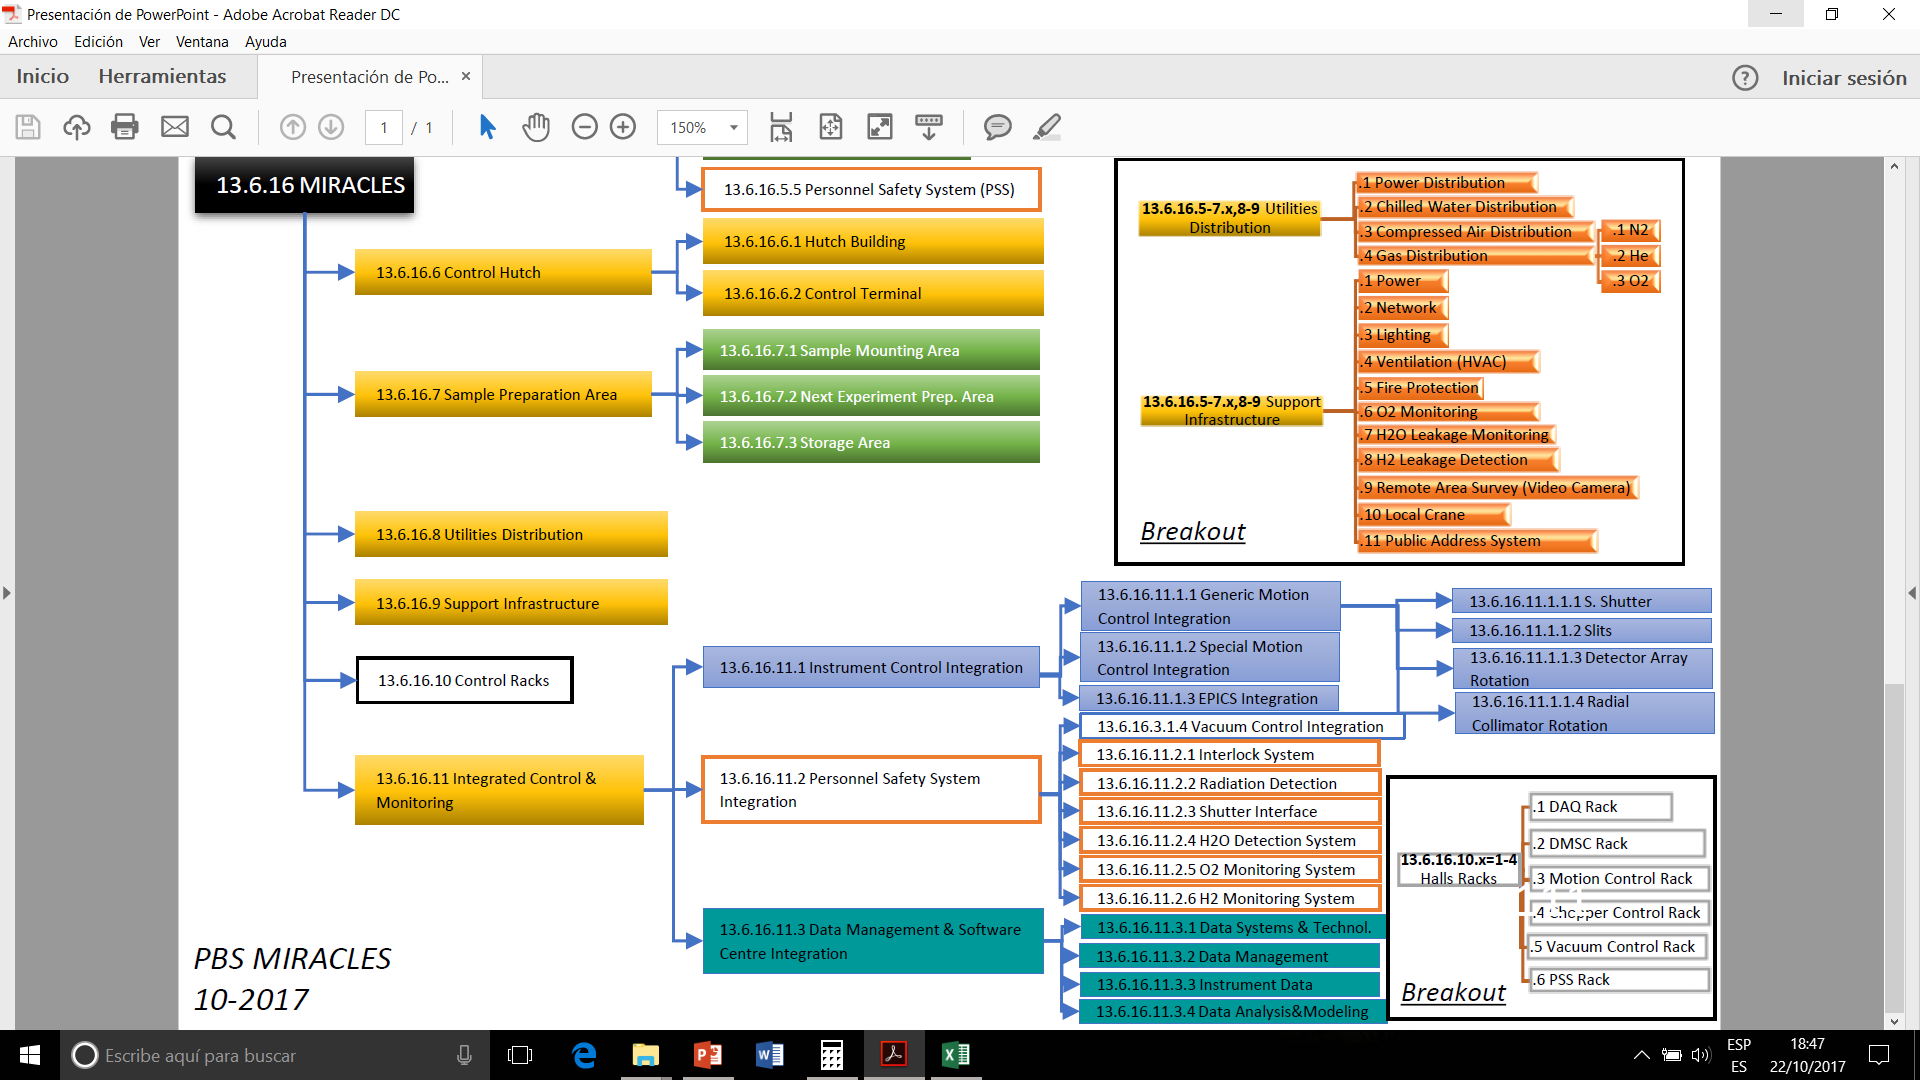 Presentación de PowerPoint - Adobe Acrobat Reader DC
Archivo Edición Ver Ventana Ayuda
Inicio Herramientas Presentación de Po... × ? Iniciar sesión
1 / 1 150%
13.6.16 MIRACLES
13.6.16.5.5 Personnel Safety System (PSS)
13.6.16.6 Control Hutch
13.6.16.6.1 Hutch Building
13.6.16.6.2 Control Terminal
13.6.16.7 Sample Preparation Area
13.6.16.7.1 Sample Mounting Area
13.6.16.7.2 Next Experiment Prep. Area
13.6.16.7.3 Storage Area
13.6.16.8 Utilities Distribution
13.6.16.9 Support Infrastructure
13.6.16.10 Control Racks
13.6.16.11 Integrated Control &
Monitoring
13.6.16.11.1 Instrument Control Integration
13.6.16.11.1.1 Generic Motion
Control Integration
13.6.16.11.1.2 Special Motion
Control Integration
13.6.16.11.1.3 EPICS Integration
13.6.16.11.1.1.1 S. Shutter
13.6.16.11.1.1.2 Slits
13.6.16.11.1.1.3 Detector Array
Rotation
13.6.16.11.1.1.4 Radial
Collimator Rotation
13.6.16.11.2 Personnel Safety System
Integration
13.6.16.3.1.4 Vacuum Control Integration
13.6.16.11.2.1 Interlock System
13.6.16.11.2.2 Radiation Detection
13.6.16.11.2.3 Shutter Interface
13.6.16.11.2.4 H2O Detection System
13.6.16.11.2.5 O2 Monitoring System
13.6.16.11.2.6 H2 Monitoring System
13.6.16.11.3 Data Management & Software
Centre Integration
13.6.16.11.3.1 Data Systems & Technol.
13.6.16.11.3.2 Data Management
13.6.16.11.3.3 Instrument Data
13.6.16.11.3.4 Data Analysis&Modeling
13.6.16.5-7.x,8-9 Utilities
Distribution
.1 Power Distribution
.2 Chilled Water Distribution
.3 Compressed Air Distribution
.4 Gas Distribution
.1 N2
.2 He
.3 O2
13.6.16.5-7.x,8-9 Support
Infrastructure
.1 Power
.2 Network
.3 Lighting
.4 Ventilation (HVAC)
.5 Fire Protection
.6 O2 Monitoring
.7 H2O Leakage Monitoring
.8 H2 Leakage Detection
.9 Remote Area Survey (Video Camera)
.10 Local Crane
.11 Public Address System
Breakout
13.6.16.10.x=1-4
Halls Racks
.1 DAQ Rack
.2 DMSC Rack
.3 Motion Control Rack
.4 Chopper Control Rack
.5 Vacuum Control Rack
.6 PSS Rack
Breakout
PBS MIRACLES
10-2017
Escribe aquí para buscar
ESP
ES
18:47
22/10/2017